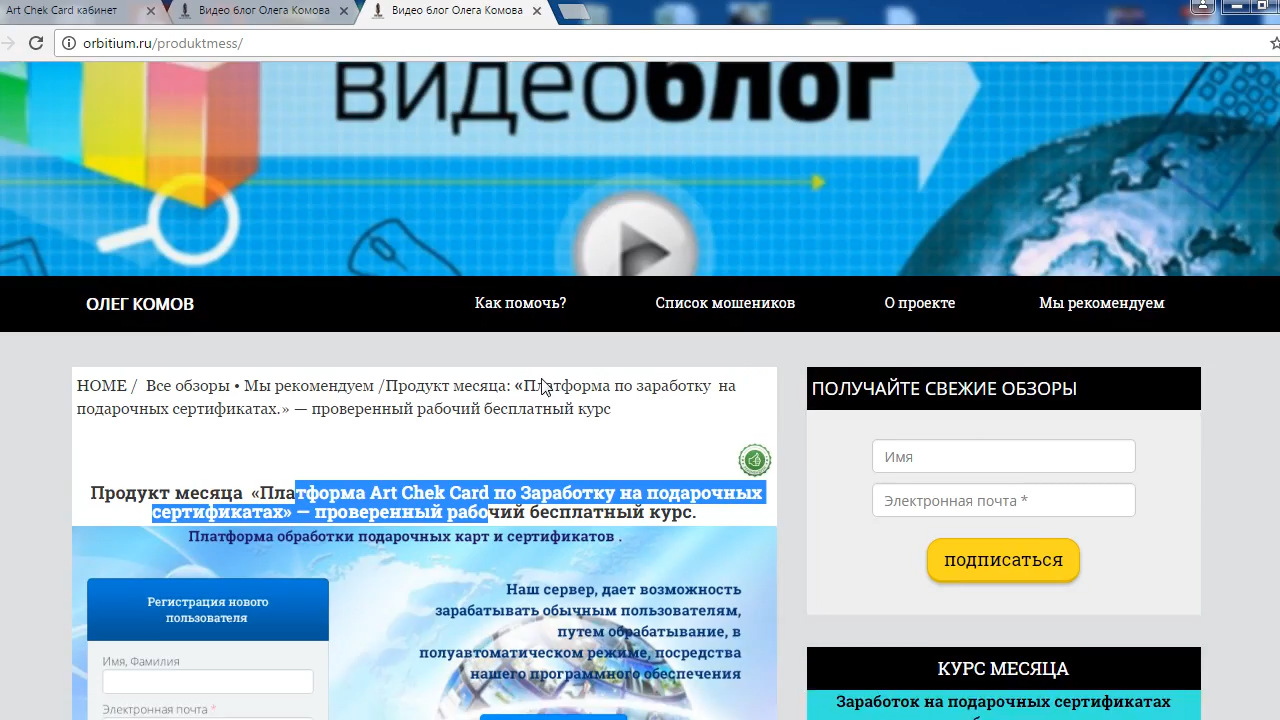 Art Chek Card кабинет
Видео блог Олега Комова
Видео блог Олега Комова
orbitium.ru/produktmess/
видеоблог
ОЛЕГ КОМОВ
Как помочь?
Список мошеников
О проекте
Мы рекомендуем
HOME / Все обзоры • Мы рекомендуем /Продукт месяца: «Платформа по заработку на
подарочных сертификатах.» — проверенный рабочий бесплатный курс
Продукт месяца «Платформа Art Chek Card по Заработку на подарочных
сертификатах» — проверенный рабочий бесплатный курс.
Платформа обработки подарочных карт и сертификатов .
Регистрация нового
пользователя
Имя, Фамилия
Электронная почта *
Наш сервер, дает возможность
зарабатывать обычным пользователям,
путем обрабатывание, в
полуавтоматическом режиме, посредства
нашего программного обеспечения
ПОЛУЧАЙТЕ СВЕЖИЕ ОБЗОРЫ
Имя
Электронная почта *
подписаться
КУРС МЕСЯЦА
Заработок на подарочных сертификатах